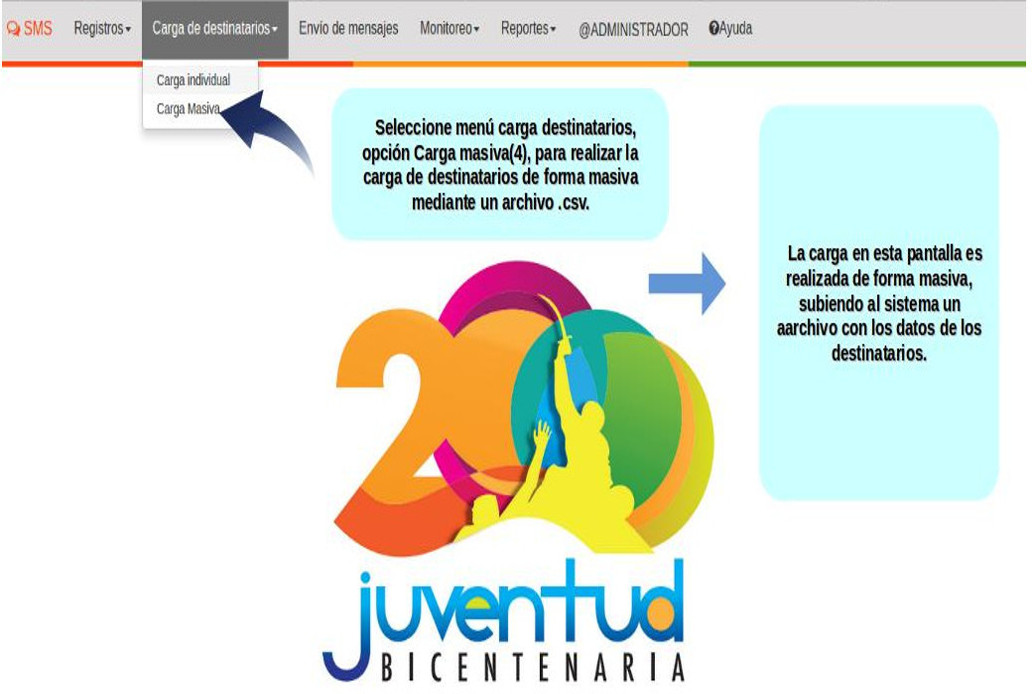 SMS Registros Carga de destinatarios Envío de mensajes Monitoreo Reportes @ADMINISTRADOR Ayuda
Carga individual
Carga Masiva
Seleccione menú carga destinatarios,
opción Carga masiva(4), para realizar la
carga de destinatarios de forma masiva
mediante un archivo .csv.
La carga en esta pantalla es
realizada de forma masiva,
subiendo al sistema un
aarchivo con los datos de los
destinatarios.
200
juventud
BICENTENARIA